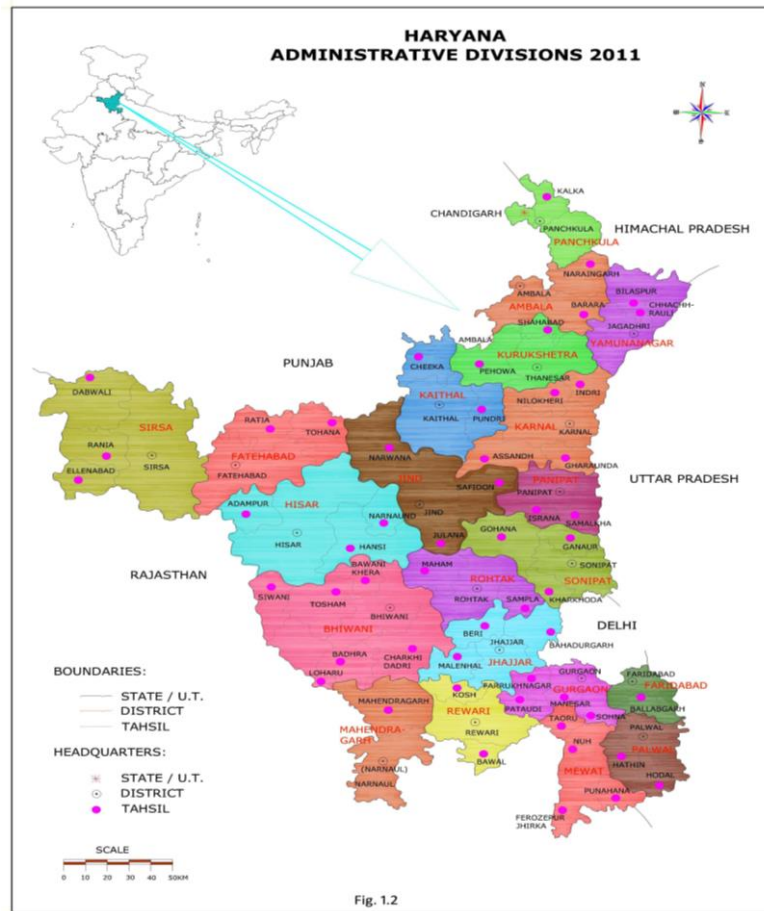 HARYANA
ADMINISTRATIVE DIVISIONS 2011
KALKA
CHANDIGARH
PANCHKULA
PANCHKULA
HIMACHAL PRADESH
NARAINGARH
AMBALA
BILASPUR
AMBALA
BARARA
CHHACHH-
RAULI
SHAHABAD
JAGADHRI
AMBALA
YAMUNANAGAR
PUNJAB
CHEEKA
KURUKSHETRA
PEHOWA
THANESAR
DABWALI
KAITHAL
INDRI
NILOKHERI
KAITHAL
PUNDRI
SIRSA
RATIA
TOHANA
KARNAL
KARNAL
RANIA
SIRSA
FATEHABAD
NARWANA
ASSANDH
GHARAUNDA
ELLENABAD
FATEHABAD
JIND
SAFIDON
PANIPAT
UTTAR PRADESH
PANIPAT
HISAR
ADAMPUR
JIND
NARNAUND
ISRANA
SAMALKHA
GOHANA
HISAR
HANSI
JULANA
GANAUR
BAWANI
KHERA
MAHAM
SONIPAT
RAJASTHAN
ROHTAK
SONIPAT
SIWANI
ROHTAK
KHARKHODA
TOSHAM
SAMPLA
BHIWANI
BERI
DELHI
BHIWANI
JHAJJAR
BAHADURGARH
BADHRA
CHARKHI
DADRI
MALENHAL
JHAJJAR
BOUNDARIES:
LOHARU
FARRUKHNAGAR
GURGAON
FARIDABAD
STATE / U.T.
KOSH
GURGAON
FARIDABAD
DISTRICT
MAHENDRAGARH
PATAUDI
MANESAR
BALLABGARH
TAHSIL
REWARI
TAORU
SOHNA
MAHENDRA-
GARH
REWARI
PALWAL
HEADQUARTERS:
NUH
PALWAL
BAWAL
HATHIN
STATE / U.T.
(NARNAUL)
MEWAT
DISTRICT
NARNAUL
HODAL
TAHSIL
PUNAHANA
FEROZEPUR
JHIRKA
SCALE
0 10 20 30 40 50KM
Fig. 1.2